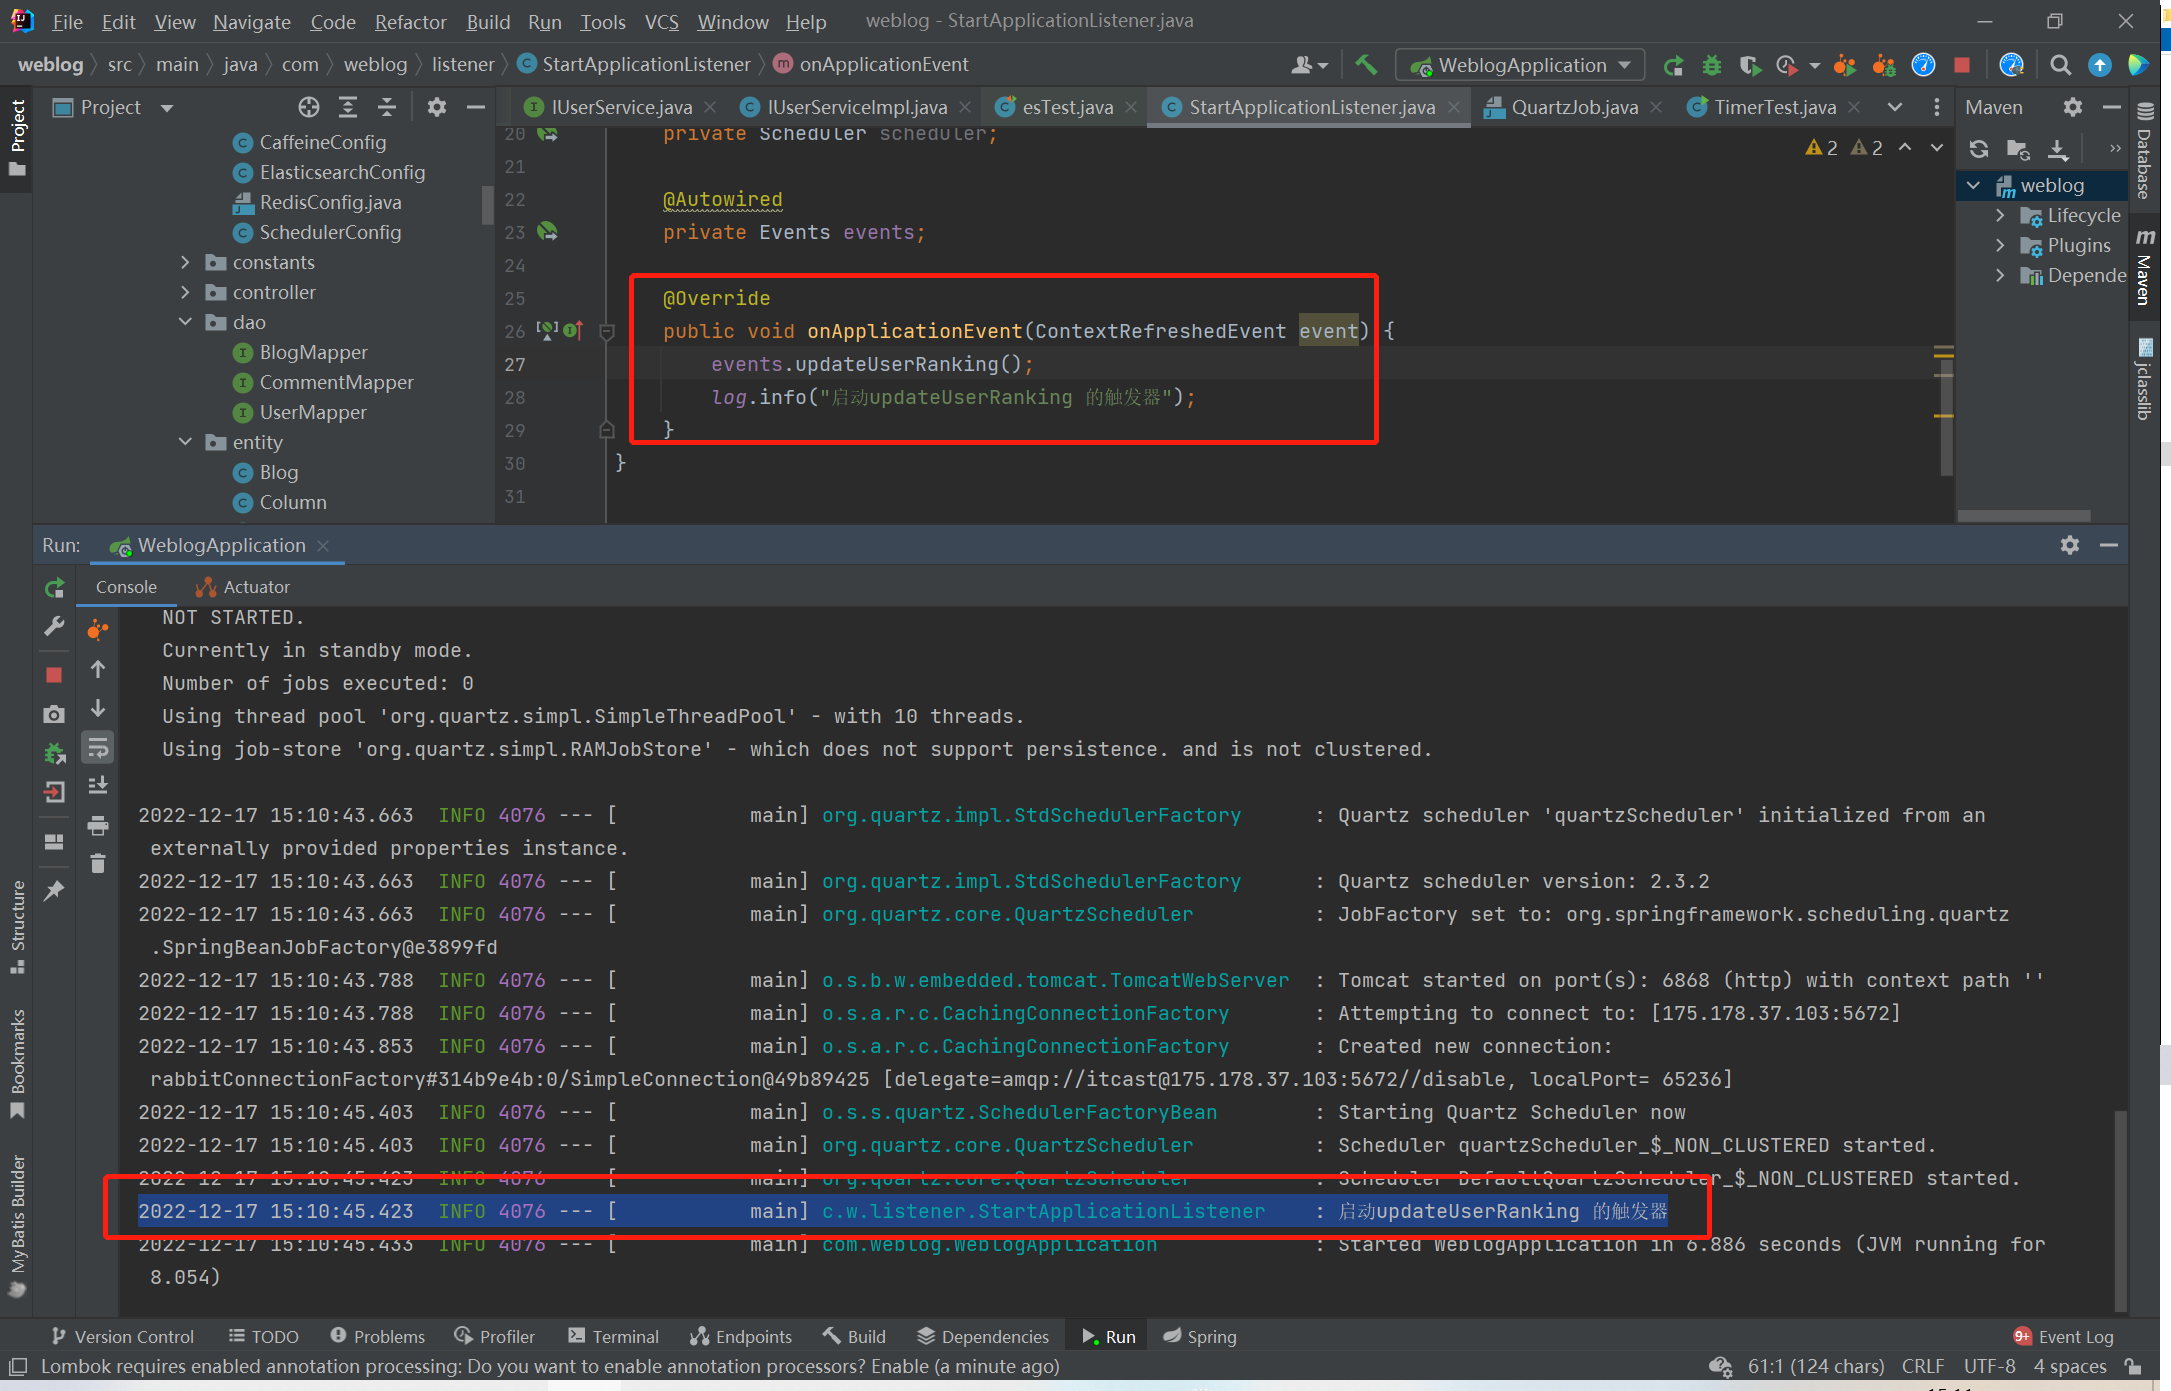 File Edit View Navigate Code Refactor Build Run Tools VCS Window Help weblog - StartApplicationListener.java
weblog src main java com weblog listener StartApplicationListener onApplicationEvent WeblogApplication
Project
IUserService.java IUserServiceImpl.java esTest.java StartApplicationListener.java QuartzJob.java TimerTest.java
Maven
Project
CaffeineConfig
ElasticsearchConfig
RedisConfig.java
SchedulerConfig
constants
controller
dao
BlogMapper
CommentMapper
UserMapper
entity
Blog
Column
20 private Scheduler scheduler;
21
22 @Autowired
23 private Events events;
24
25 @Override
26 public void onApplicationEvent(ContextRefreshedEvent event) {
27 events.updateUserRanking();
28 log.info("启动updateUserRanking 的触发器");
29 }
30 }
31
2 2
weblog
Lifecycle
Plugins
Depende
Database
Maven
jclasslib
Run: WeblogApplication
Console Actuator
NOT STARTED.
Currently in standby mode.
Number of jobs executed: 0
Using thread pool 'org.quartz.simpl.SimpleThreadPool' - with 10 threads.
Using job-store 'org.quartz.simpl.RAMJobStore' - which does not support persistence. and is not clustered.
2022-12-17 15:10:43.663 INFO 4076 --- [ main] org.quartz.impl.StdSchedulerFactory : Quartz scheduler 'quartzScheduler' initialized from an
externally provided properties instance.
2022-12-17 15:10:43.663 INFO 4076 --- [ main] org.quartz.impl.StdSchedulerFactory : Quartz scheduler version: 2.3.2
2022-12-17 15:10:43.663 INFO 4076 --- [ main] org.quartz.core.QuartzScheduler : JobFactory set to: org.springframework.scheduling.quartz
.SpringBeanJobFactory@e3899fd
2022-12-17 15:10:43.788 INFO 4076 --- [ main] o.s.b.w.embedded.tomcat.TomcatWebServer : Tomcat started on port(s): 6868 (http) with context path ''
2022-12-17 15:10:43.788 INFO 4076 --- [ main] o.s.a.r.c.CachingConnectionFactory : Attempting to connect to: [175.178.37.103:5672]
2022-12-17 15:10:43.853 INFO 4076 --- [ main] o.s.a.r.c.CachingConnectionFactory : Created new connection:
rabbitConnectionFactory#314b9e4b:0/SimpleConnection@49b89425 [delegate=amqp://itcast@175.178.37.103:5672//disable, localPort= 65236]
2022-12-17 15:10:45.403 INFO 4076 --- [ main] o.s.s.quartz.SchedulerFactoryBean : Starting Quartz Scheduler now
2022-12-17 15:10:45.403 INFO 4076 --- [ main] org.quartz.core.QuartzScheduler : Scheduler quartzScheduler_$_NON_CLUSTERED started.
2022-12-17 15:10:45.423 INFO 4076 --- [ main] org.quartz.core.QuartzScheduler : Scheduler DefaultQuartzScheduler_$_NON_CLUSTERED started.
2022-12-17 15:10:45.423 INFO 4076 --- [ main] c.w.listener.StartApplicationListener : 启动updateUserRanking 的触发器
2022-12-17 15:10:45.433 INFO 4076 --- [ main] com.weblog.WeblogApplication : Started WeblogApplication in 6.886 seconds (JVM running for
8.054)
Structure
Bookmarks
MyBatis Builder
Version Control TODO Problems Profiler Terminal Endpoints Build Dependencies Run Spring 9+ Event Log
Lombok requires enabled annotation processing: Do you want to enable annotation processors? Enable (a minute ago) 61:1 (124 chars) CRLF UTF-8 4 spaces